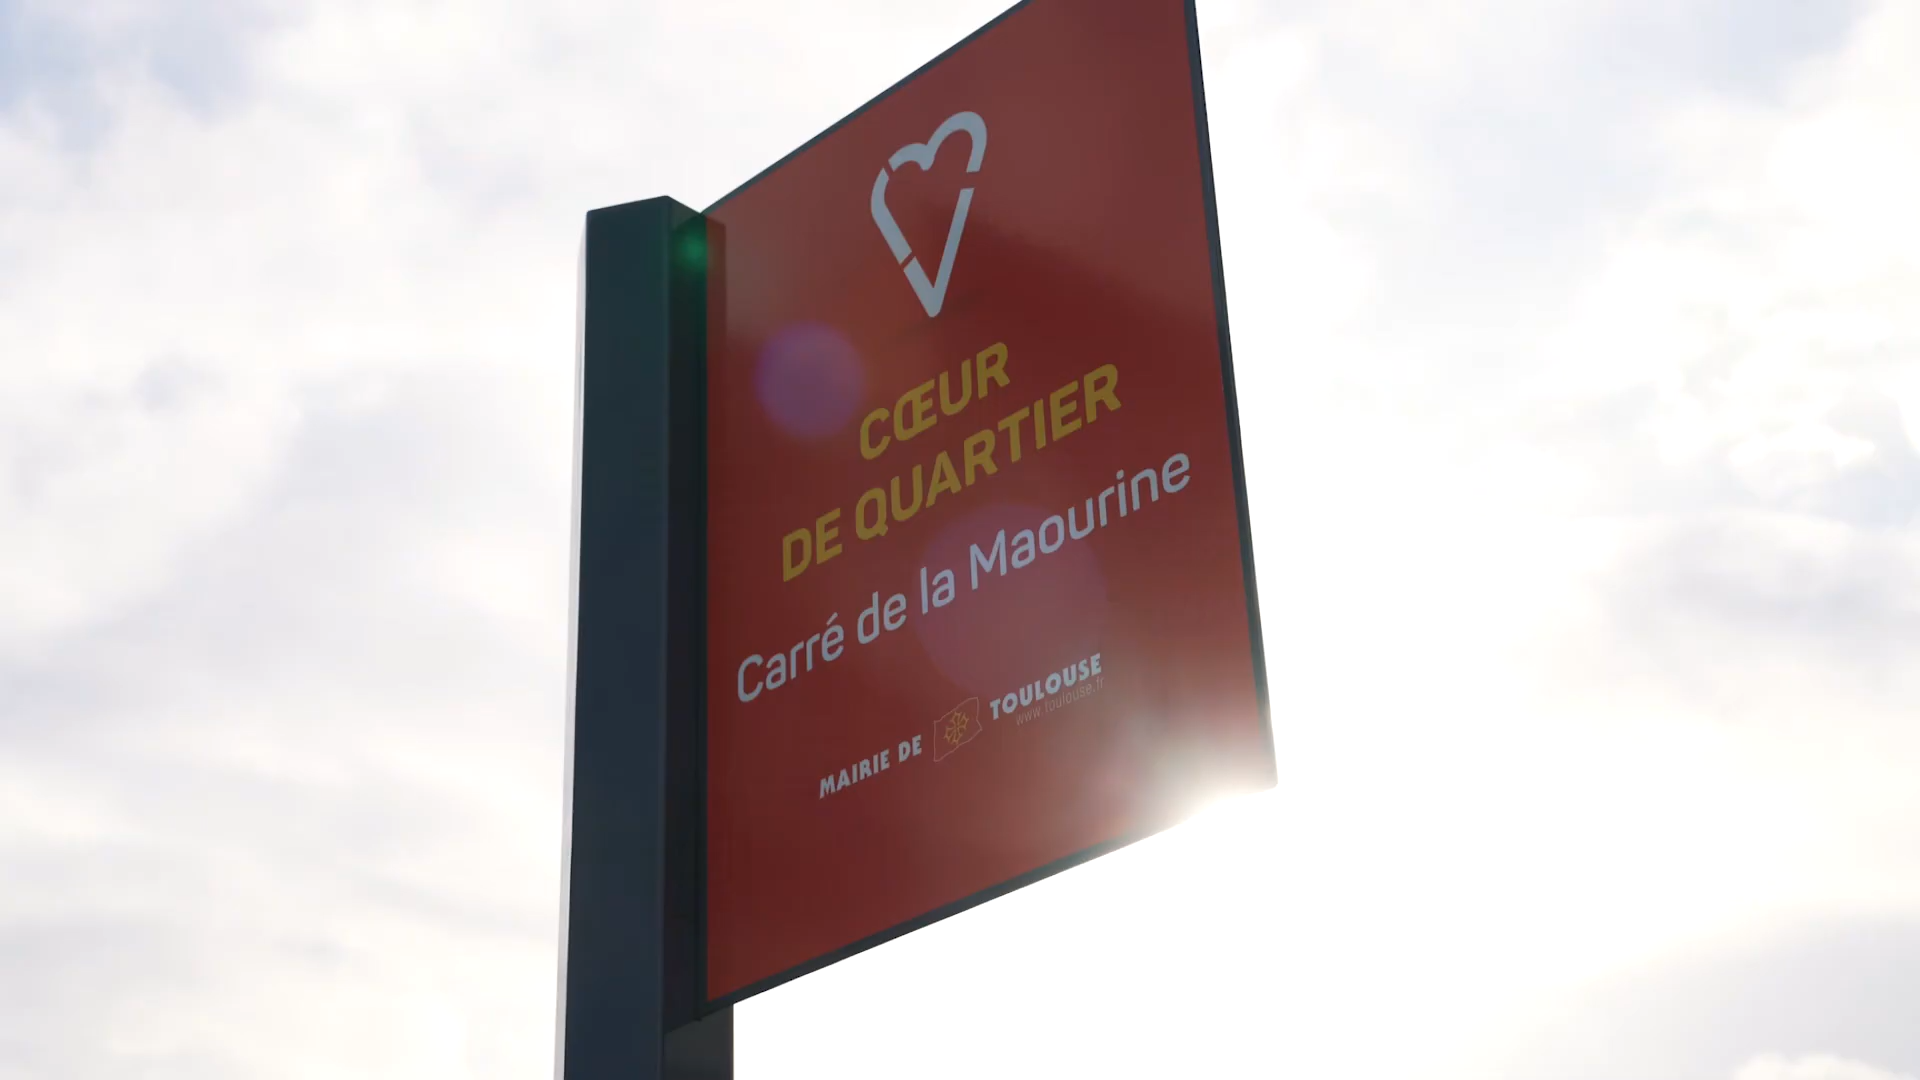 CŒUR
DE QUARTIER
Carré de la Maourine
MAIRIE DE TOULOUSE
www.toulouse.fr